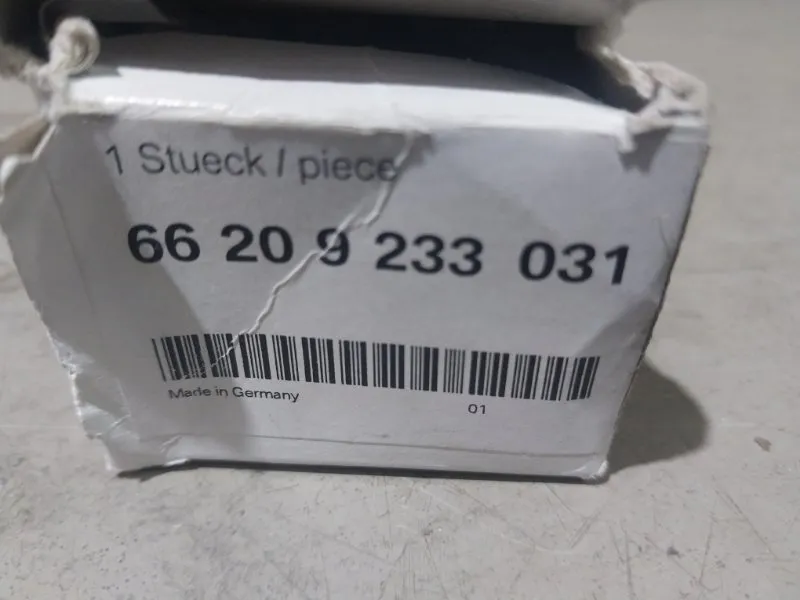 1 Stueck / piece
66 20 9 233 031
Made in Germany
01